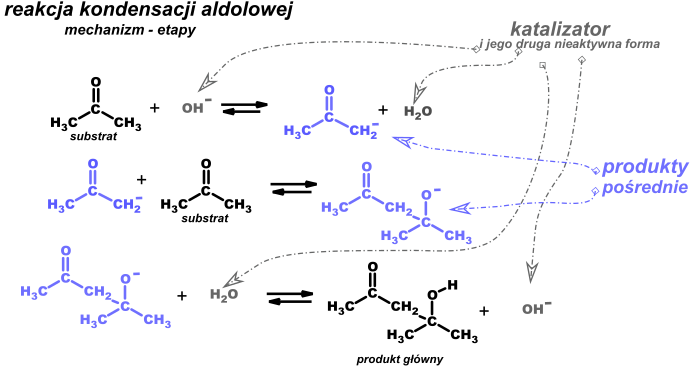 reakcja kondensacji aldolowej
mechanizm - etapy
katalizator
i jego druga nieaktywna forma
O
C
H₃C CH₃
substrat
+
OH⁻
O
C
H₃C CH₂⁻
+
H₂O
produkty
pośrednie
O
C
H₃C CH₂⁻
+
O
C
H₃C CH₃
substrat
O
C
H₃C CH₂
O⁻
C
H₃C CH₃
O
C
H₃C CH₂
O⁻
C
H₃C CH₃
+
H₂O
O
C
H₃C CH₂
O H
C
H₃C CH₃
+
OH⁻
produkt główny